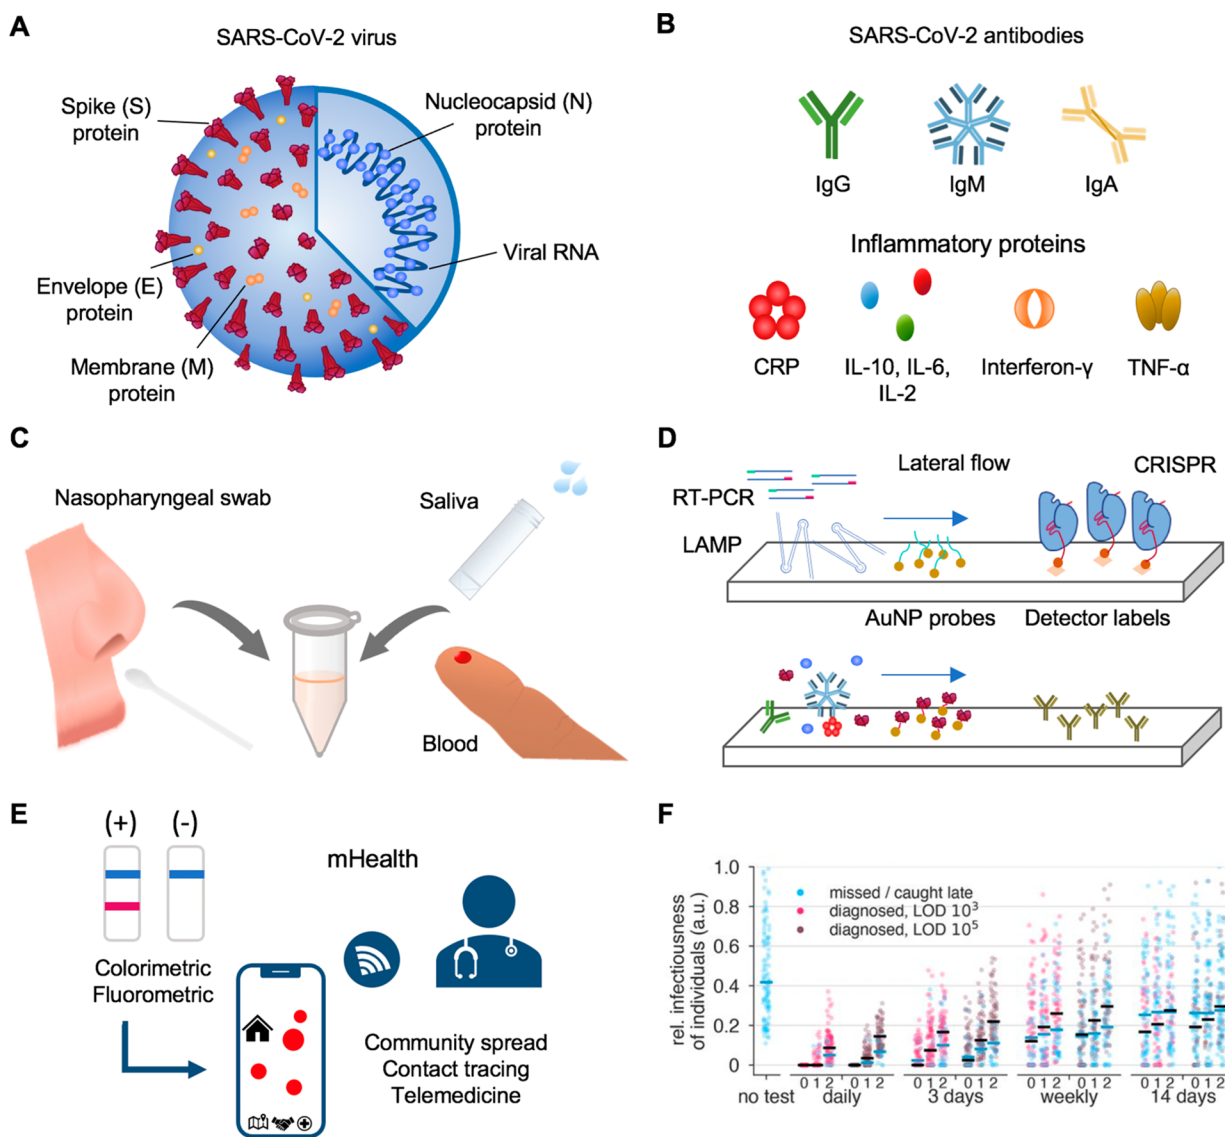 A
SARS-CoV-2 virus
Spike (S)
protein
Nucleocapsid (N)
protein
Viral RNA
Envelope (E)
protein
Membrane (M)
protein
B
SARS-CoV-2 antibodies
IgG
IgM
IgA
Inflammatory proteins
CRP
IL-10, IL-6,
IL-2
Interferon-γ
TNF-α
C
Nasopharyngeal swab
Saliva
Blood
D
Lateral flow
CRISPR
RT-PCR
LAMP
AuNP probes
Detector labels
E
(+)
(-)
mHealth
Colorimetric
Fluorometric
Community spread
Contact tracing
Telemedicine
F
rel. infectiousness
of individuals (a.u.)
1.0
0.8
0.6
0.4
0.2
0
missed / caught late
diagnosed, LOD 10³
diagnosed, LOD 10⁵
0 1 2 0 1 2 0 1 2 0 1 2 0 1 2 0 1 2 0 1 2 0 1 2
no test daily 3 days weekly 14 days